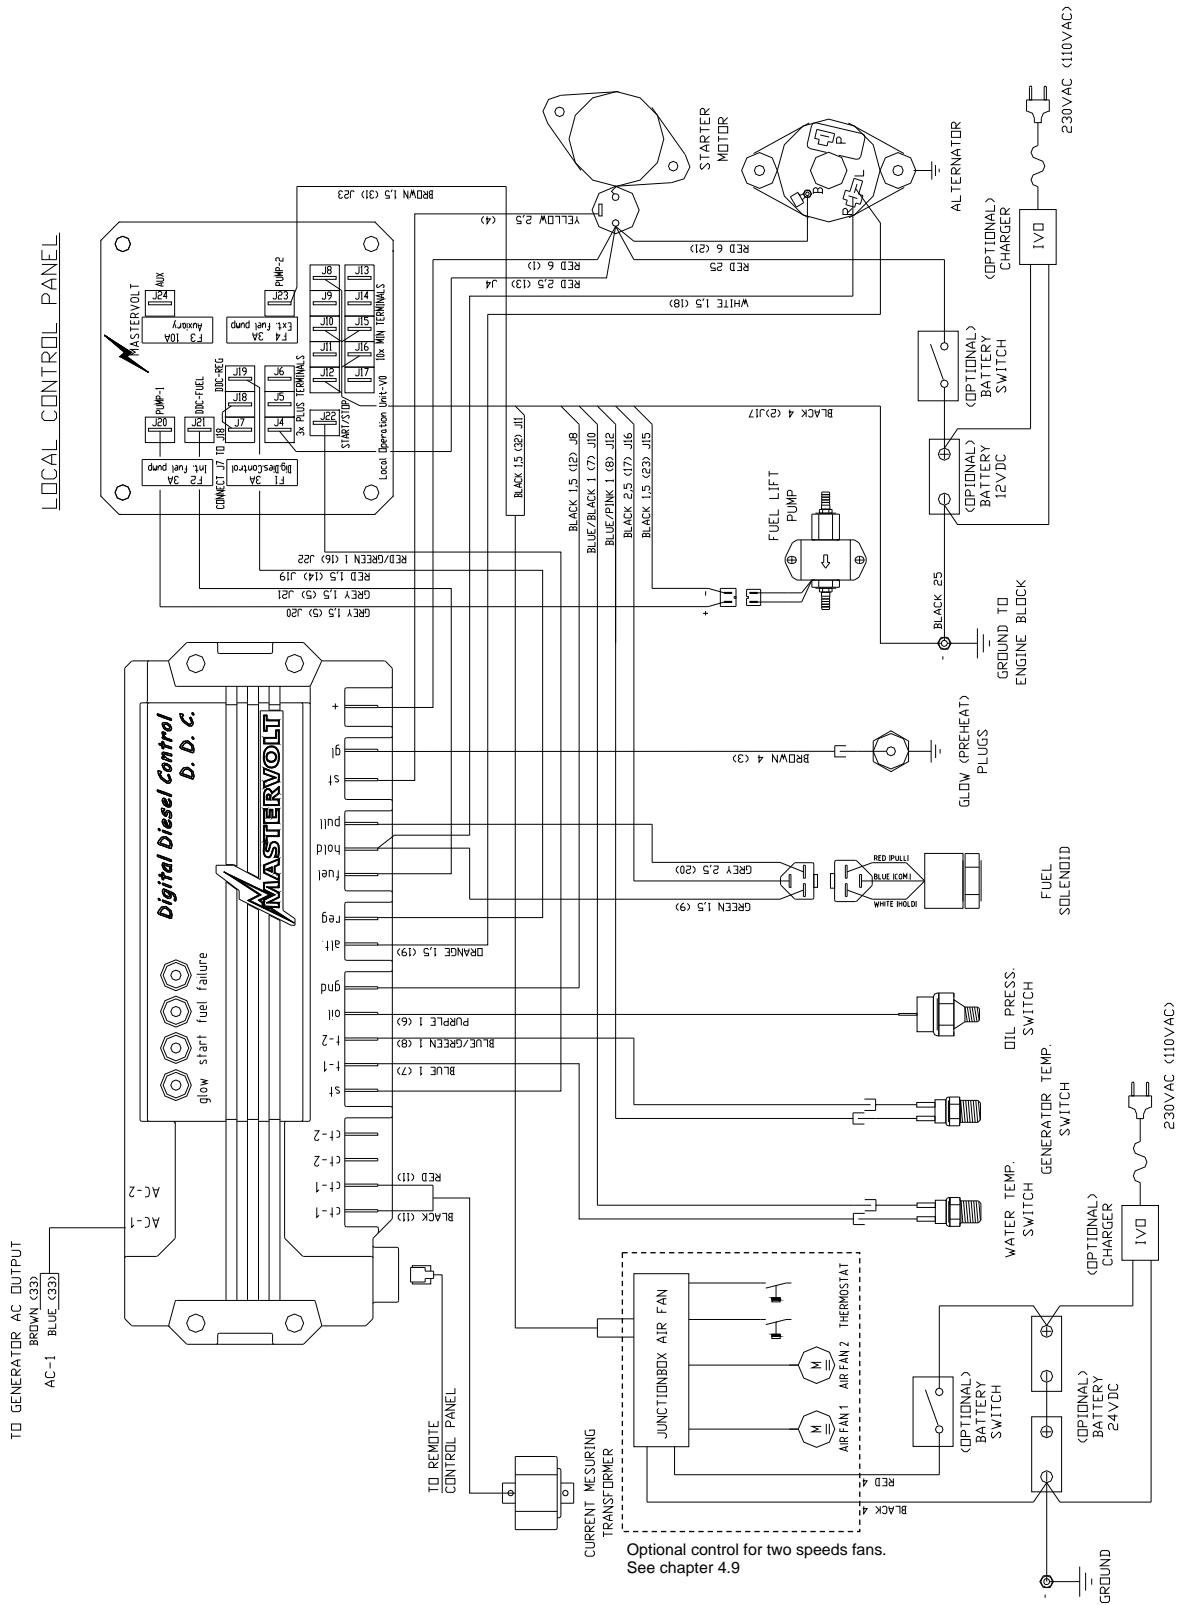 LOCAL CONTROL PANEL
MASTERVOLT
J24
AUX
F3 10A
Auxiary
J23
PUMP-2
F4 3A
Ext. fuel pump
J20
PUMP-1
J21
DDC-FUEL
F2 3A
Int. fuel pump
J19
DDC-REG
J18
J7
CONNECT J7 TO J18
F1 3A
Dig.Dies.Control
J6
J5
J4
3x PLUS TERMINALS
J22
START/STOP
J8
J9
J10
J11
J12
J13
J14
J15
J16
J17
10x MIN TERMINALS
Local Operation Unit-V0
BROWN 1,5 (31) J23
YELLOW 2,5 (4)
RED 6 (1)
RED 2,5 (13) J4
RED 6 (21)
RED 25
WHITE 1,5 (18)
BLACK 4 (2) J17
STARTER
MOTOR
B
P
R
L
ALTERNATOR
230VAC (110VAC)
(OPTIONAL)
CHARGER
IVO
(OPTIONAL)
BATTERY
SWITCH
(OPIONAL)
BATTERY
12VDC
BLACK 25
-
GROUND TO
ENGINE BLOCK
BLACK 1,5 (32) J11
BLACK 1,5 (12) J8
BLUE/BLACK 1 (7) J10
BLUE/PINK 1 (8) J12
BLACK 2,5 (17) J16
BLACK 1,5 (23) J15
FUEL LIFT
PUMP
-
+
RED/GREEN 1 (16) J22
RED 1,5 (14) J19
GREY 1,5 (5) J21
GREY 1,5 (5) J20
Digital Diesel Control
D. D. C.
MASTERVOLT
glow start fuel failure
+
gl
st
pull
hold
fuel
reg
alt.
gnd
oil
t-2
t-1
st
ct-2
ct-2
ct-1
ct-1
AC-2
AC-1
BROWN 4 (3)
GLOW (PREHEAT)
PLUGS
GREY 2,5 (20)
GREEN 1,5 (9)
RED (PULL)
BLUE (COM)
WHITE (HOLD)
FUEL
SOLENOID
ORANGE 1,5 (19)
PURPLE 1 (6)
BLUE/GREEN 1 (8)
BLUE 1 (7)
RED (11)
BLACK (11)
OIL PRESS.
SWITCH
GENERATOR TEMP.
SWITCH
WATER TEMP.
SWITCH
TO GENERATOR AC OUTPUT
BROWN (33)
AC-1 BLUE (33)
TO REMOTE
CONTROL PANEL
CURRENT MESURING
TRANSFORMER
JUNCTIONBOX AIR FAN
THERMOSTAT
M
AIR FAN 2
M
AIR FAN 1
RED 4
BLACK 4
230VAC (110VAC)
(OPTIONAL)
CHARGER
IVO
(OPTIONAL)
BATTERY
SWITCH
(OPIONAL)
BATTERY
24VDC
-
GROUND
Optional control for two speeds fans.
See chapter 4.9